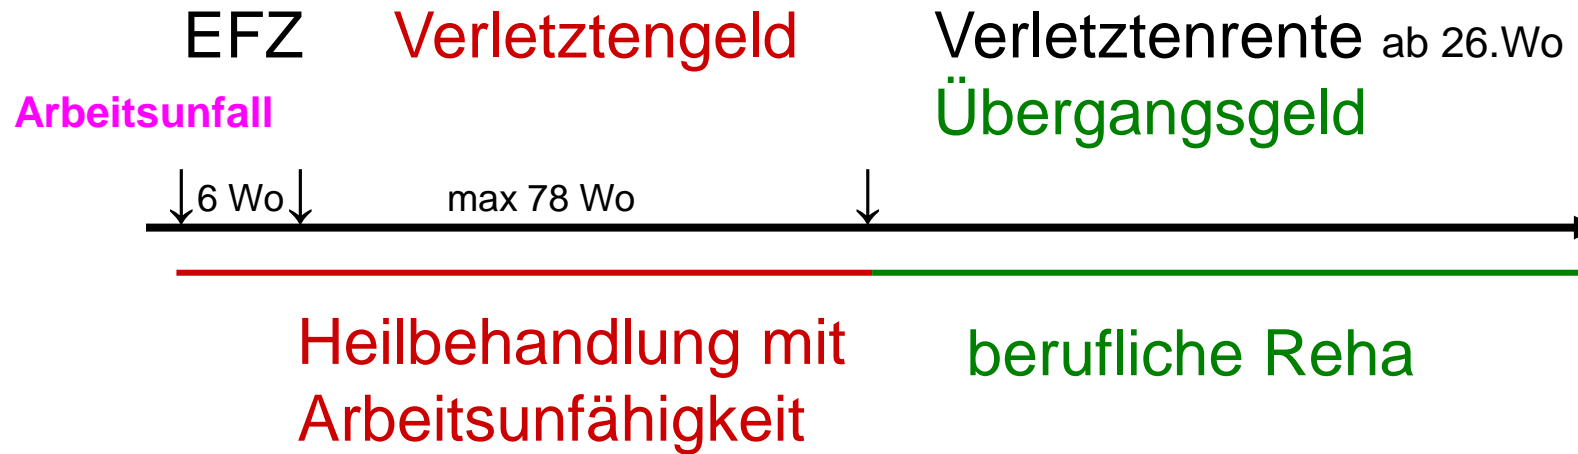 EFZ Verletztengeld Verletztenrente ab 26.Wo
Arbeitsunfall Übergangsgeld
6 Wo max 78 Wo
Heilbehandlung mit berufliche Reha
Arbeitsunfähigkeit